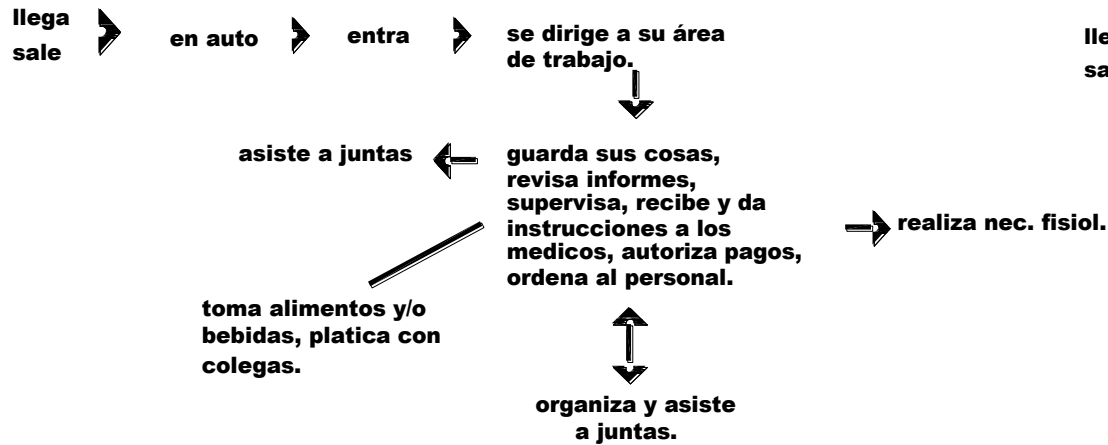 llega
sale
en auto
entra
se dirige a su área
de trabajo.
asiste a juntas
guarda sus cosas,
revisa informes,
supervisa, recibe y da
instrucciones a los
medicos, autoriza pagos,
ordena al personal.
realiza nec. fisiol.
toma alimentos y/o
bebidas, platica con
colegas.
organiza y asiste
a juntas.